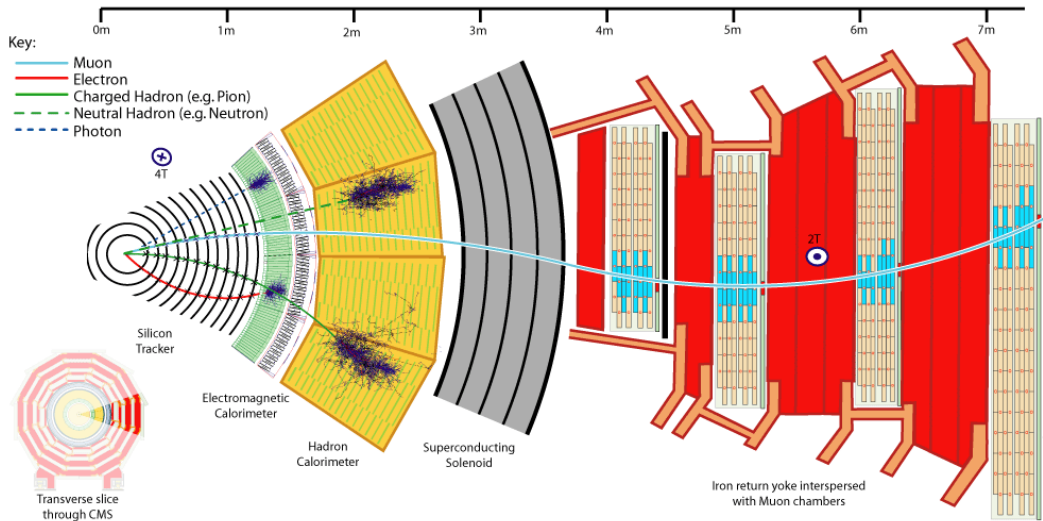 0m 1m 2m 3m 4m 5m 6m 7m
Key:
Muon
Electron
Charged Hadron (e.g. Pion)
Neutral Hadron (e.g. Neutron)
Photon
4T
2T
Silicon
Tracker
Electromagnetic
Calorimeter
Hadron
Calorimeter
Superconducting
Solenoid
Iron return yoke interspersed
with Muon chambers
Transverse slice
through CMS